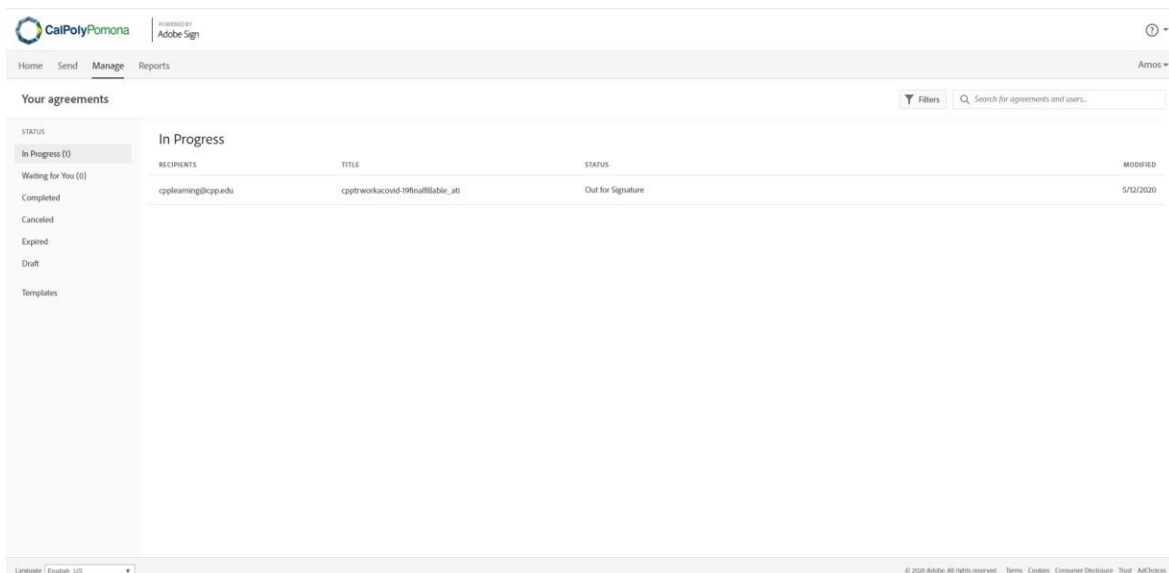 CalPolyPomona
POWERED BY
Adobe Sign
Home Send Manage Reports
Amos
Your agreements
Filters
Search for agreements and users...
STATUS
In Progress (1)
Waiting for You (0)
Completed
Canceled
Expired
Draft
Templates
In Progress
RECIPIENTS TITLE STATUS MODIFIED
cpplearning@cpp.edu cpptrworkacovid-19finalfillable_ati Out for Signature 5/12/2020
Language English: US
© 2020 Adobe. All rights reserved. Terms Cookies Consumer Disclosure Trust AdChoices